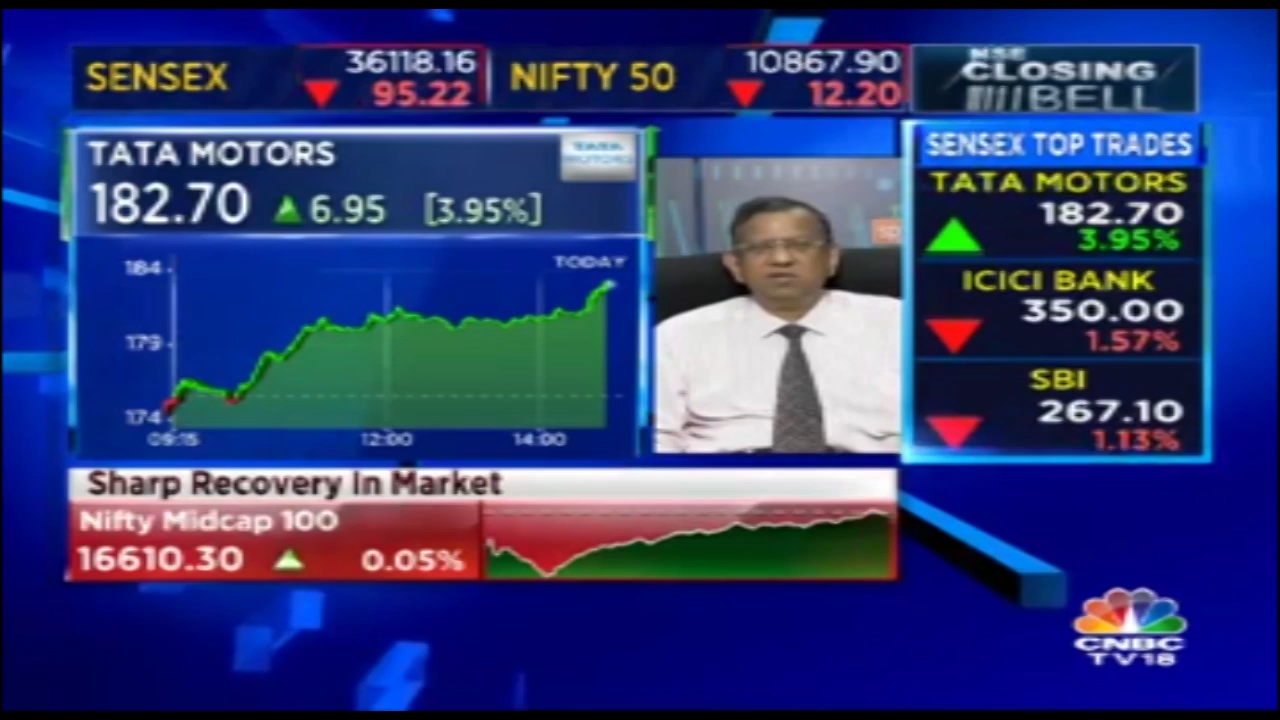 SENSEX
36118.16
95.22
NIFTY 50
10867.90
12.20
NSE
CLOSING
BELL
TATA MOTORS
TATA
MOTORS
182.70 6.95 [3.95%]
TODAY
184
179
174
09:15 12:00 14:00
SENSEX TOP TRADES
TATA MOTORS
182.70
3.95%
ICICI BANK
350.00
1.57%
SBI
267.10
1.13%
Sharp Recovery In Market
Nifty Midcap 100
16610.30 0.05%
CNBC
TV18